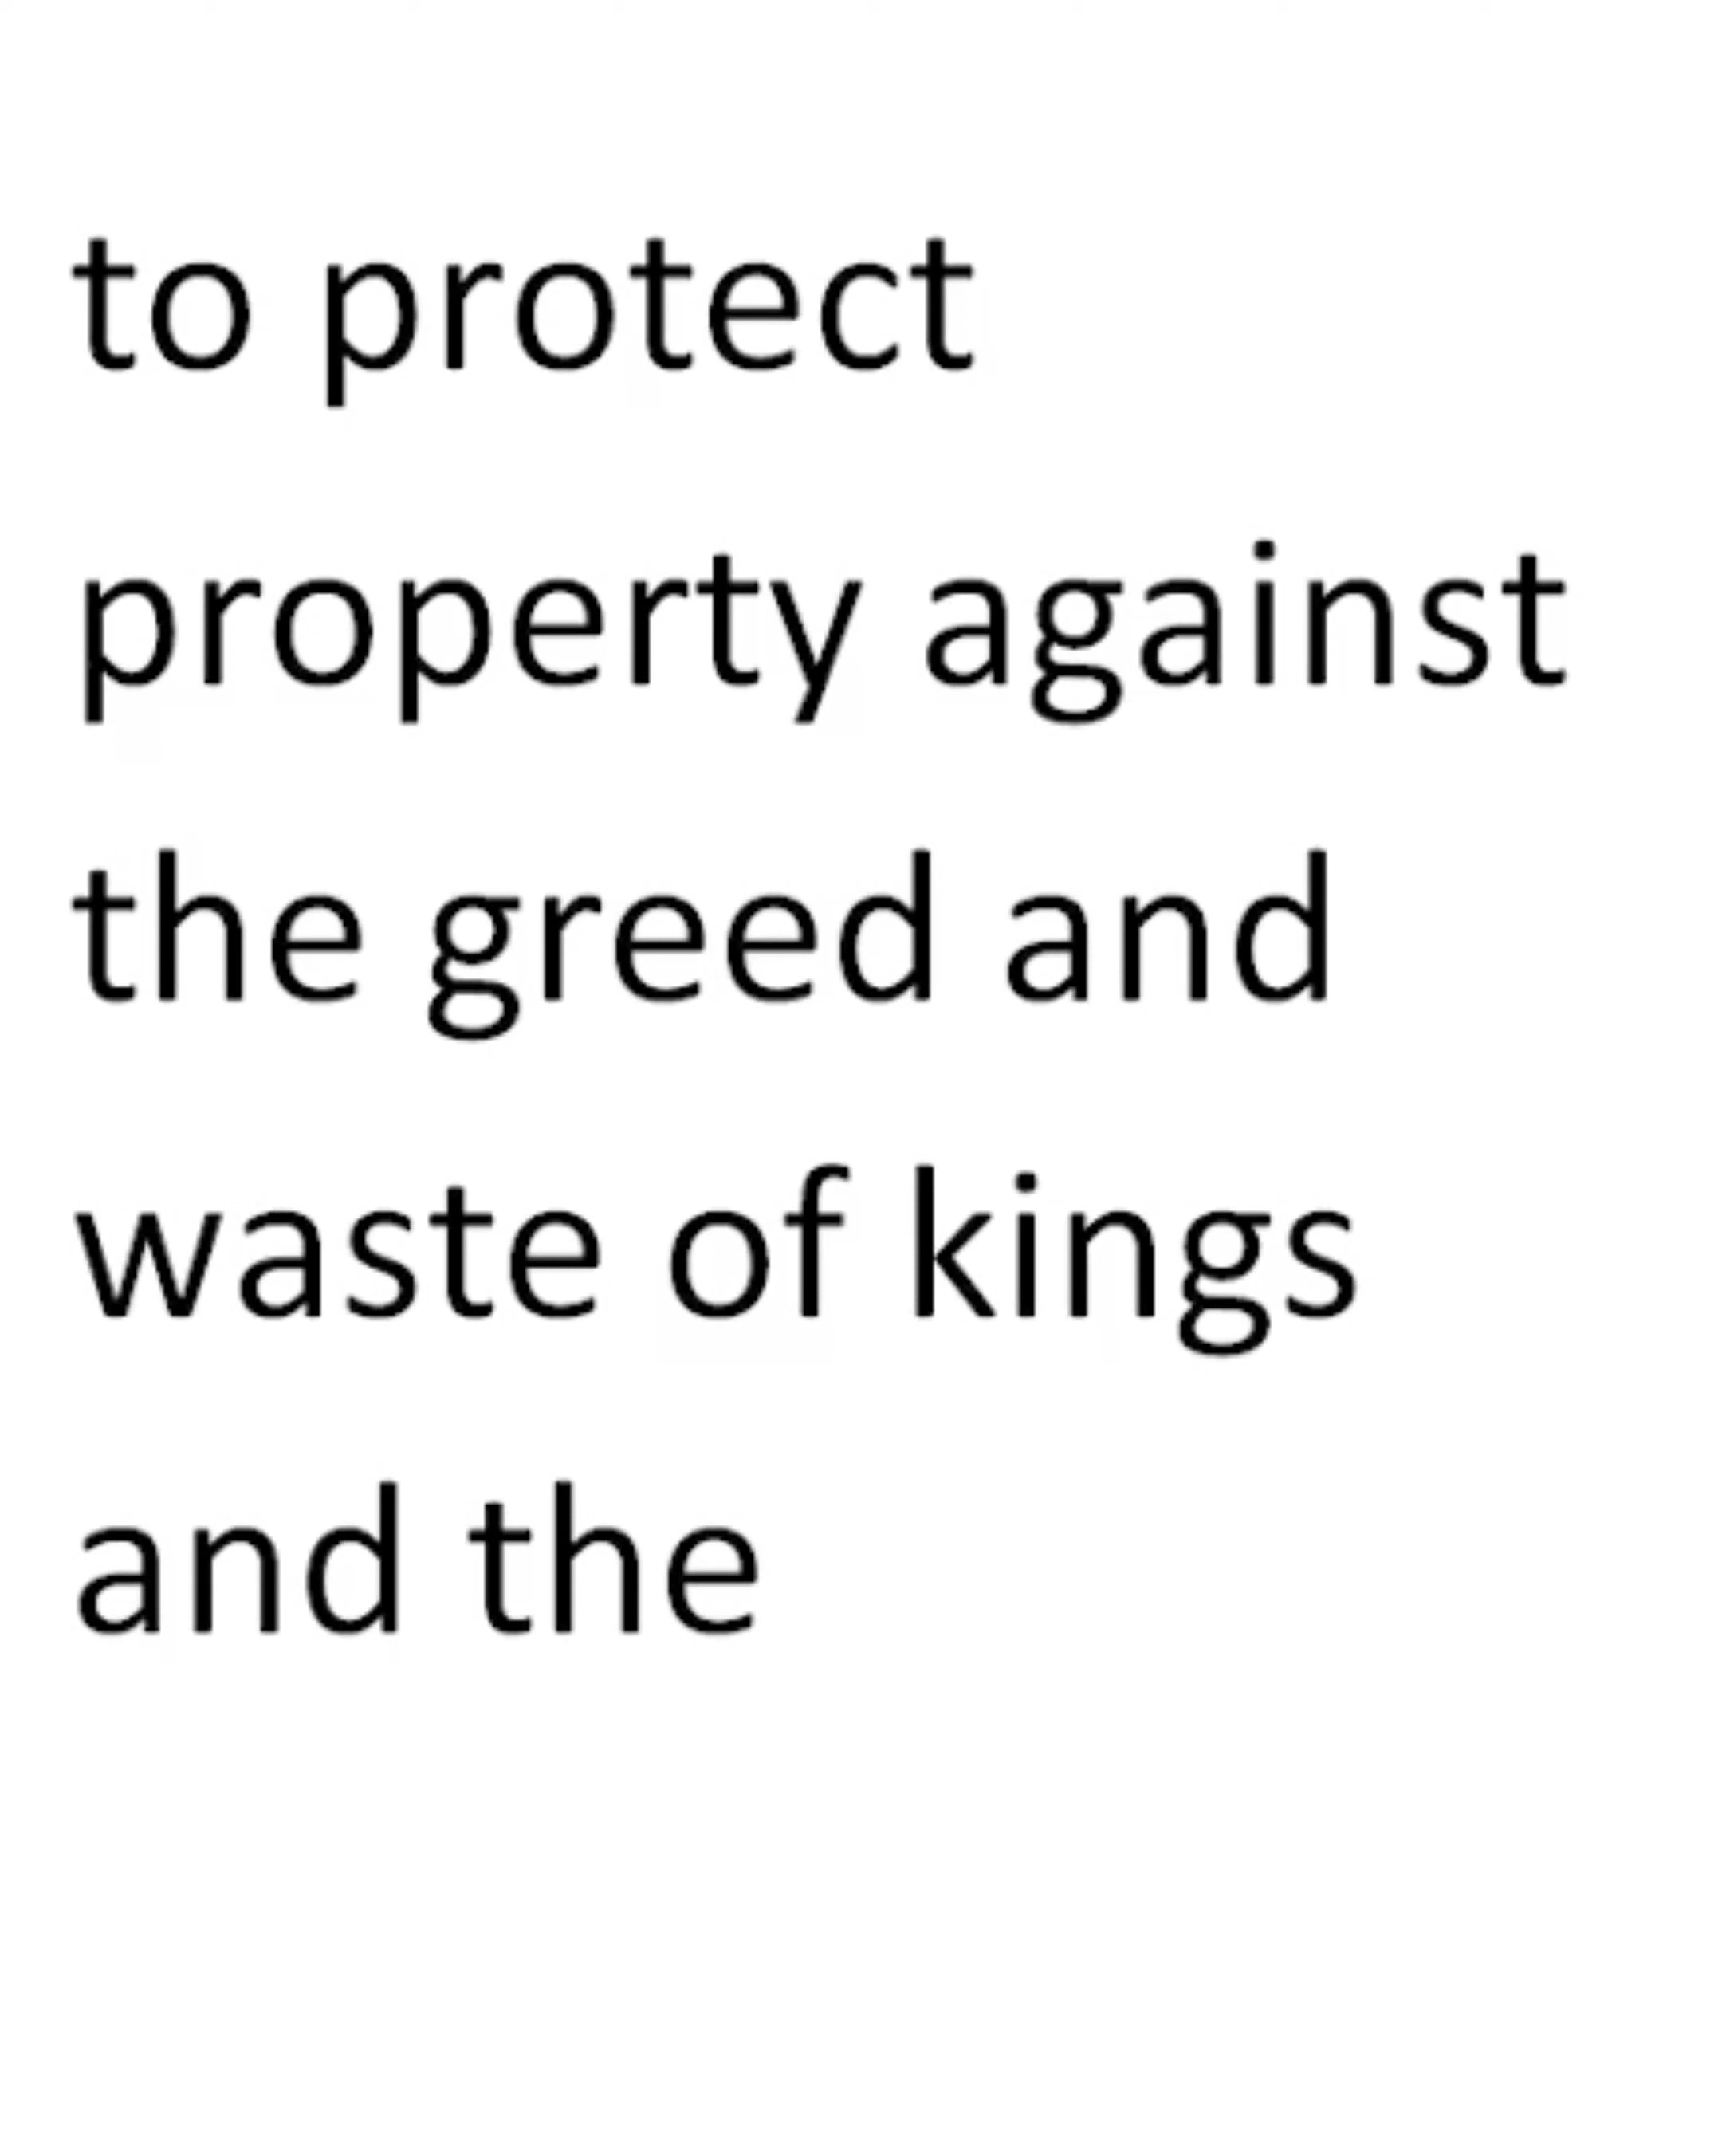 to protect
property against
the greed and
waste of kings
and the